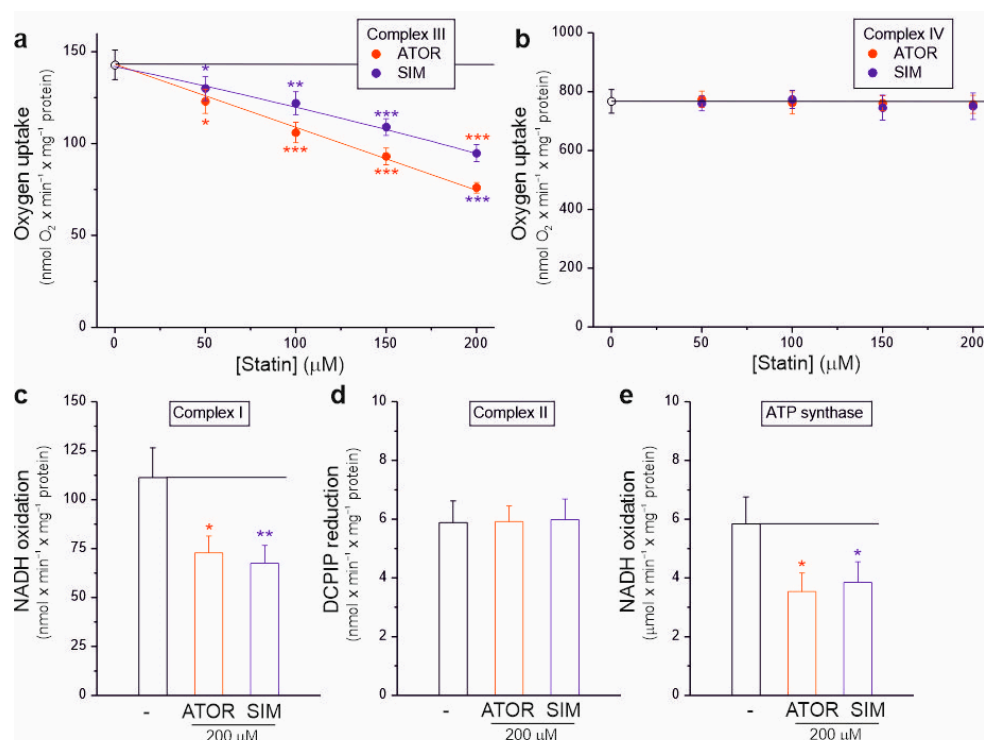 a
Complex III
ATOR
SIM
Oxygen uptake
(nmol O₂ x min⁻¹ x mg⁻¹ protein)
150
100
50
0
*
**
***
***
*
***
***
***
0 50 100 150 200
[Statin] (μM)
b
Complex IV
ATOR
SIM
Oxygen uptake
(nmol O₂ x min⁻¹ x mg⁻¹ protein)
1000
800
600
400
200
0
0 50 100 150 200
[Statin] (μM)
c
Complex I
NADH oxidation
(nmol x min⁻¹ x mg⁻¹ protein)
150
125
100
75
50
25
0
* **
- ATOR SIM
200 μM
d
Complex II
DCPIP reduction
(nmol x min⁻¹ x mg⁻¹ protein)
10
8
6
4
2
0
- ATOR SIM
200 μM
e
ATP synthase
NADH oxidation
(μmol x min⁻¹ x mg⁻¹ protein)
10
8
6
4
2
0
* *
- ATOR SIM
200 μM